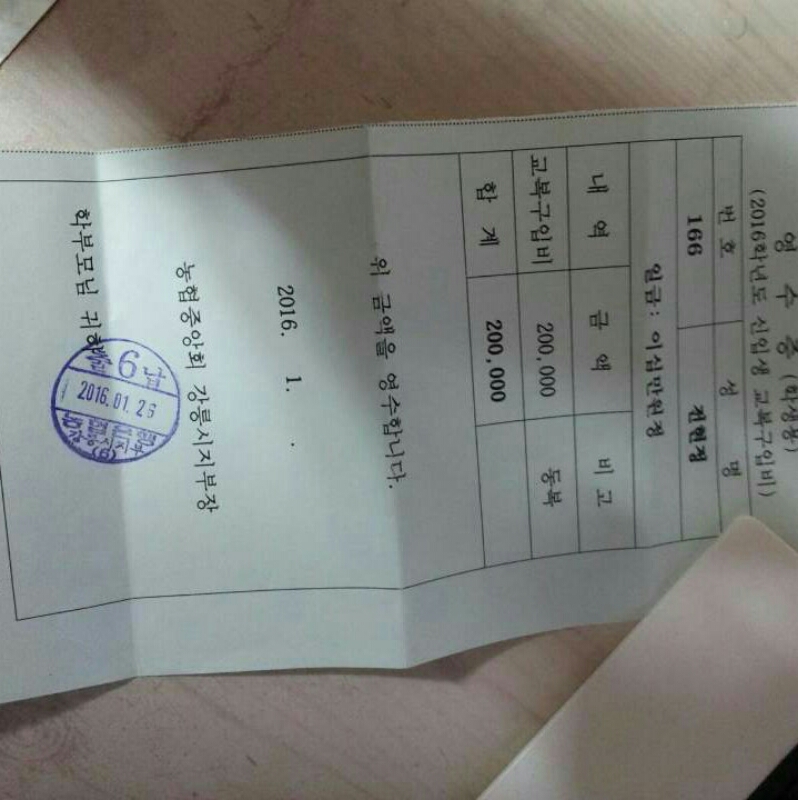 영 수 증 (학생용)
(2016학년도 신입생 교복구입비)
번 호 성 명
166 전현정
일금: 이십만원정
내 역 금 액 비 고
교복구입비 200,000 동복
합 계 200,000
위 금액을 영수합니다.
2016. 1. .
농협중앙회 강릉시지부장
학부모님 귀하
6 납
2016.01.26